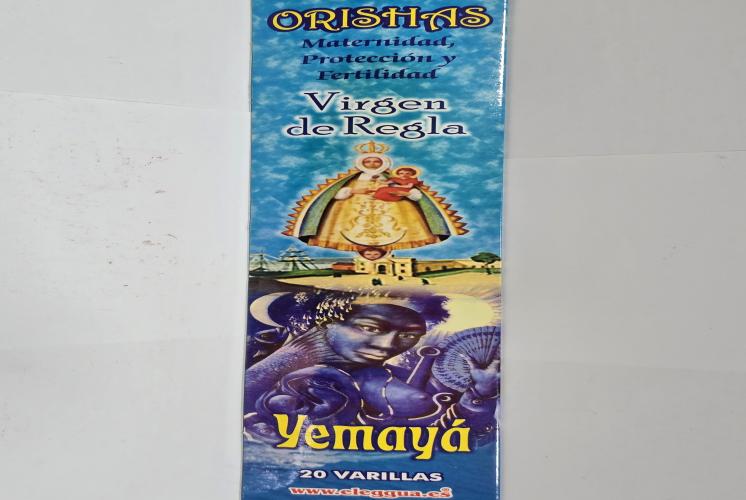 ORISHAS
Maternidad,
Protección y
Fertilidad
Virgen
de Regla
Yemayá
20 VARILLAS
www.eleggua.es